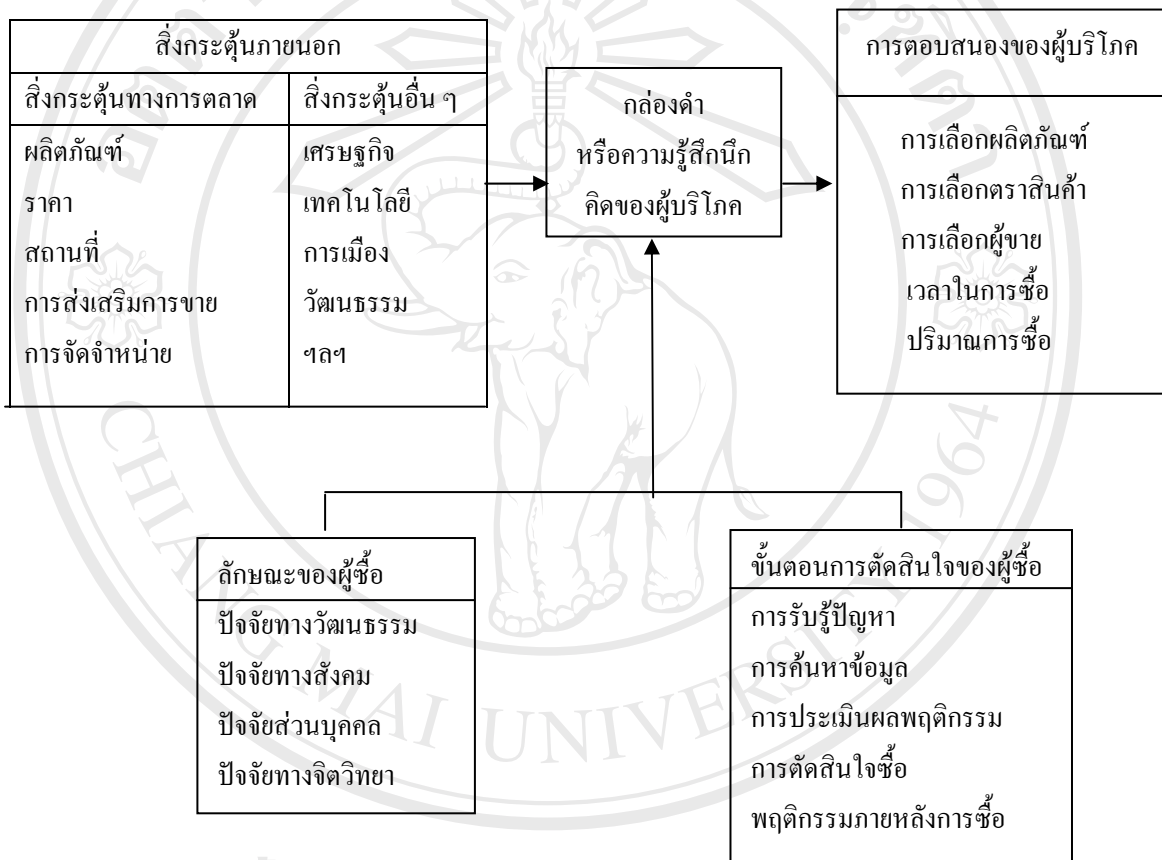 สิ่งกระตุ้นภายนอก
สิ่งกระตุ้นทางการตลาด
สิ่งกระตุ้นอื่น ๆ
ผลิตภัณฑ์
ราคา
สถานที่
การส่งเสริมการขาย
การจัดจำหน่าย
เศรษฐกิจ
เทคโนโลยี
การเมือง
วัฒนธรรม
ฯลฯ
กล่องดำ
หรือความรู้สึกนึก
คิดของผู้บริโภค
การตอบสนองของผู้บริโภค
การเลือกผลิตภัณฑ์
การเลือกตราสินค้า
การเลือกผู้ขาย
เวลาในการซื้อ
ปริมาณการซื้อ
ลักษณะของผู้ซื้อ
ปัจจัยทางวัฒนธรรม
ปัจจัยทางสังคม
ปัจจัยส่วนบุคคล
ปัจจัยทางจิตวิทยา
ขั้นตอนการตัดสินใจของผู้ซื้อ
การรับรู้ปัญหา
การค้นหาข้อมูล
การประเมินผลพฤติกรรม
การตัดสินใจซื้อ
พฤติกรรมภายหลังการซื้อ
CHIANG MAI UNIVERSITY 1964